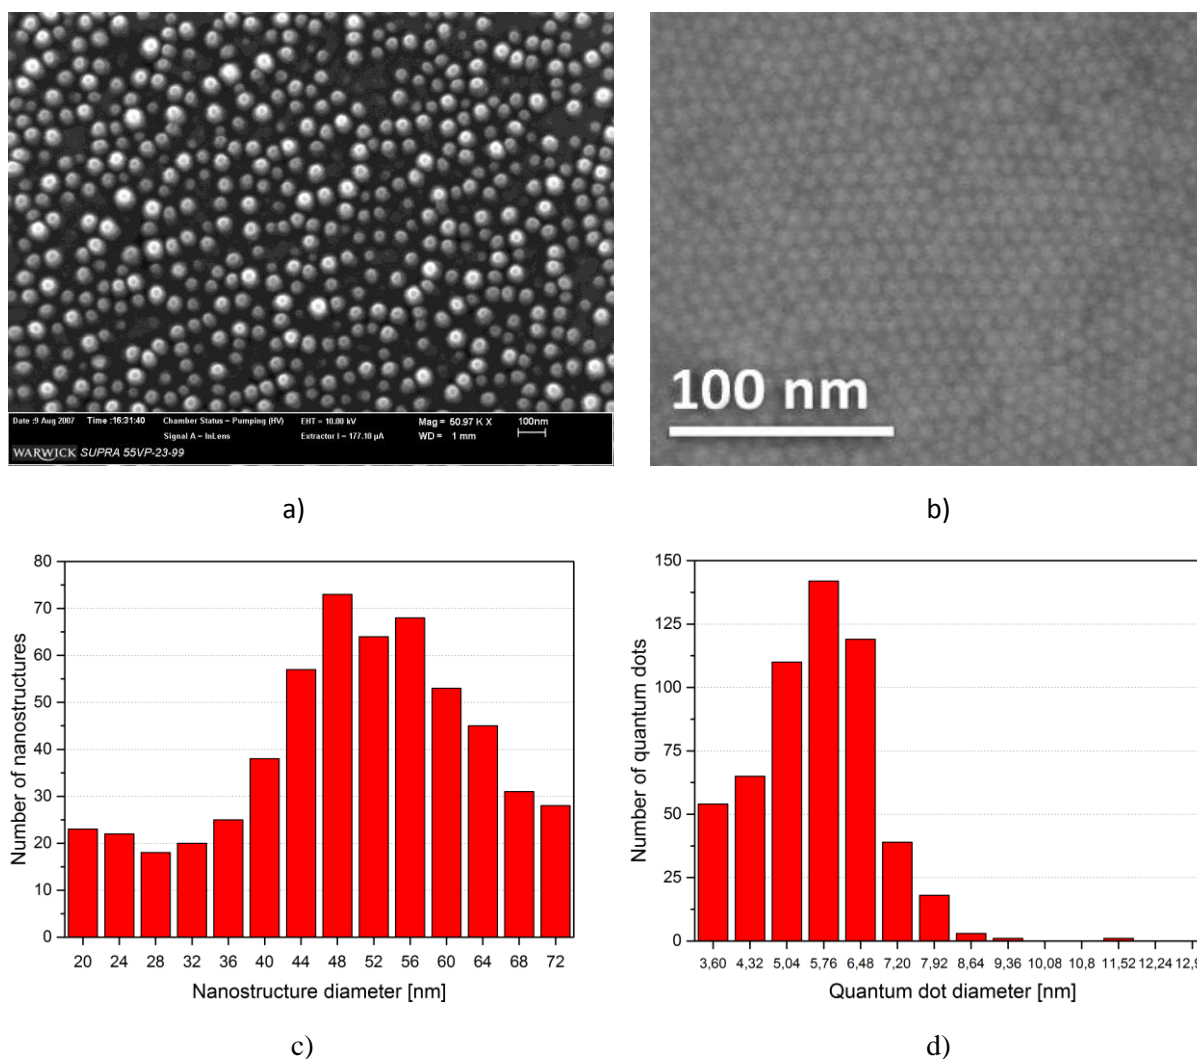 Date :9 Aug 2007 Time :16:31:40 Chamber Status = Pumping (HV) EHT = 10.00 kV Mag = 50.97 K X 100nm
Signal A = InLens Extractor I = 177.10 µA WD = 1 mm
WARWICK SUPRA 55VP-23-99
100 nm
a)
b)
80
70
60
50
40
30
20
10
0
Number of nanostructures
20 24 28 32 36 40 44 48 52 56 60 64 68 72
Nanostructure diameter [nm]
c)
150
125
100
75
50
25
0
Number of quantum dots
3,60 4,32 5,04 5,76 6,48 7,20 7,92 8,64 9,36 10,08 10,8 11,52 12,24 12,9
Quantum dot diameter [nm]
d)